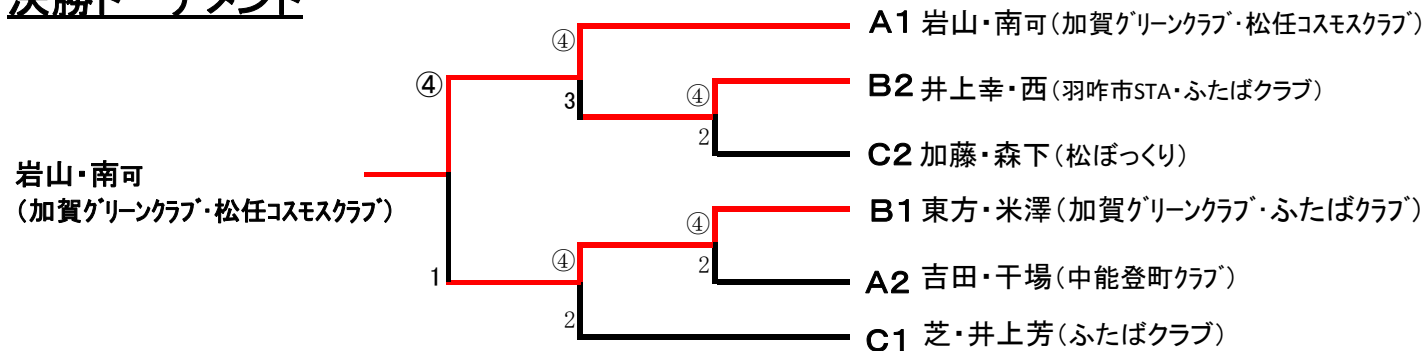 決勝トーナメント
④
A1 岩山・南可(加賀グリーンクラブ・松任コスモスクラブ)
④
3
④
B2 井上幸・西(羽咋市STA・ふたばクラブ)
2
C2 加藤・森下(松ぼっくり)
岩山・南可
(加賀グリーンクラブ・松任コスモスクラブ)
④
B1 東方・米澤(加賀グリーンクラブ・ふたばクラブ)
1
④
2
A2 吉田・干場(中能登町クラブ)
2
C1 芝・井上芳(ふたばクラブ)